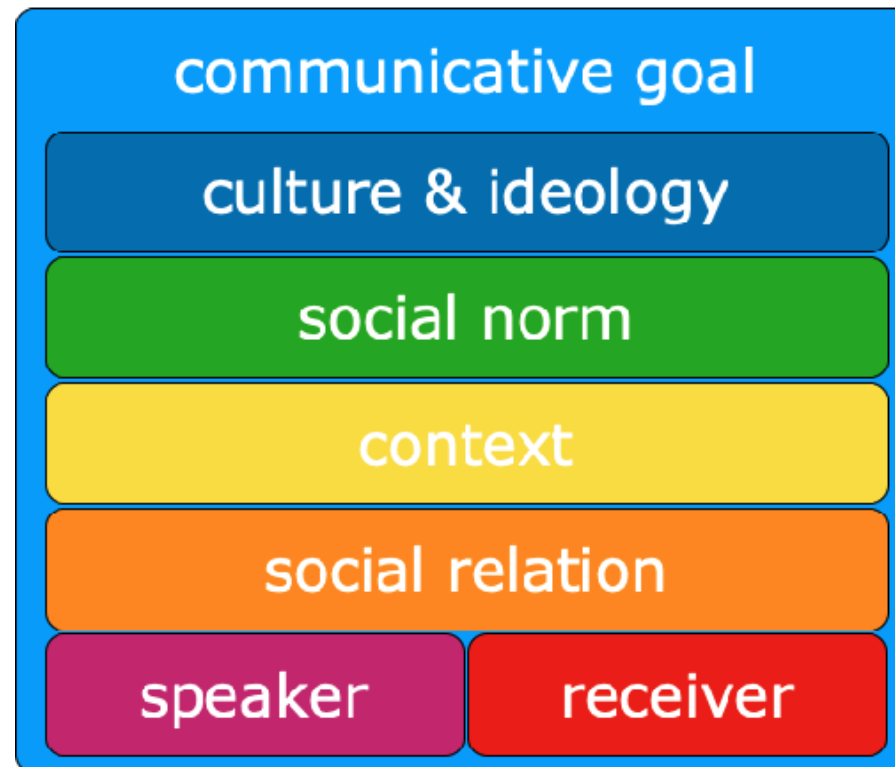 communicative goal
culture & ideology
social norm
context
social relation
speaker receiver